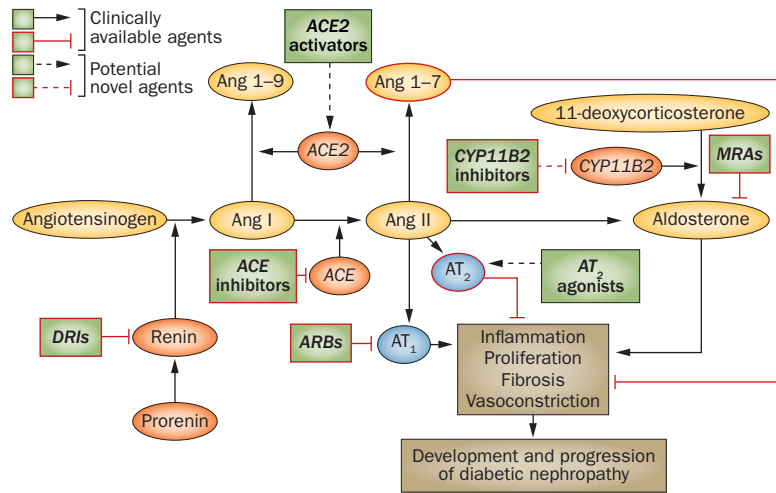 Clinically
available agents
Potential
novel agents
ACE2
activators
Ang 1–9
Ang 1–7
11-deoxycorticosterone
ACE2
CYP11B2
inhibitors
CYP11B2
MRAs
Angiotensinogen
Ang I
Ang II
Aldosterone
ACE
inhibitors
ACE
AT2
AT2
agonists
DRIs
Renin
ARBs
AT1
Inflammation
Proliferation
Fibrosis
Vasoconstriction
Prorenin
Development and progression
of diabetic nephropathy